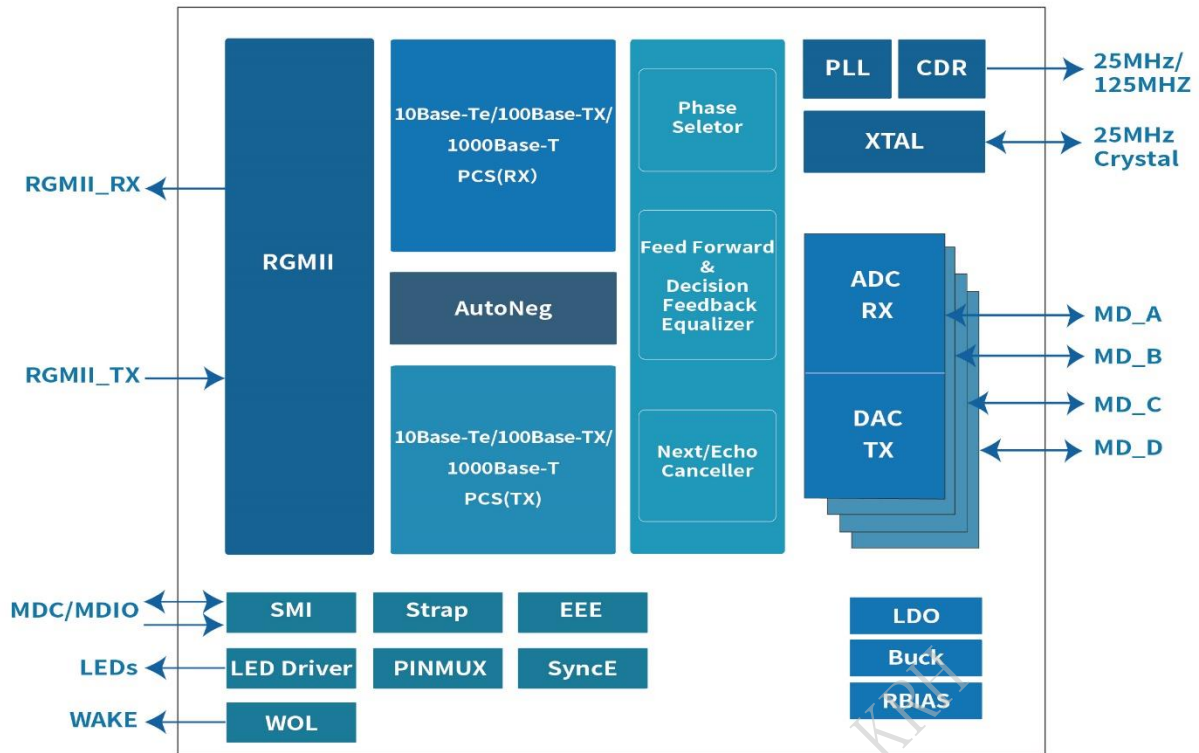 RGMII_RX
RGMII_TX
MDC/MDIO
LEDs
WAKE
RGMII
10Base-Te/100Base-TX/
1000Base-T
PCS(RX)
AutoNeg
10Base-Te/100Base-TX/
1000Base-T
PCS(TX)
Phase
Seletor
Feed Forward
&
Decision
Feedback
Equalizer
Next/Echo
Canceller
PLL
CDR
XTAL
25MHz/
125MHZ
25MHz
Crystal
ADC
RX
DAC
TX
MD_A
MD_B
MD_C
MD_D
SMI
Strap
EEE
LED Driver
PINMUX
SyncE
WOL
LDO
Buck
RBIAS
KRH